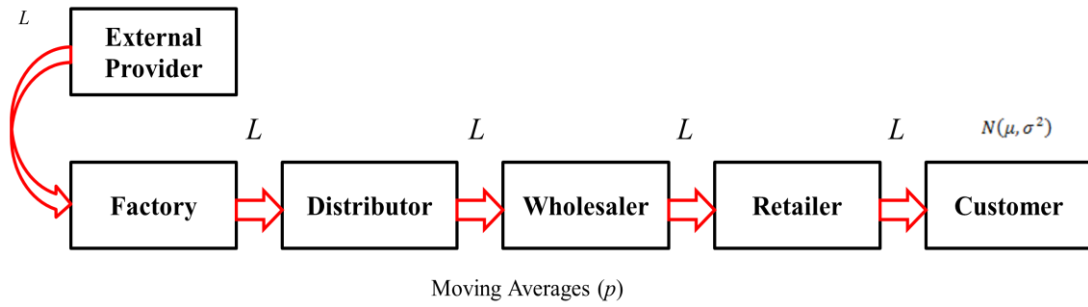 L
External
Provider
L
L
L
L
N(μ, σ²)
Factory
Distributor
Wholesaler
Retailer
Customer
Moving Averages (p)